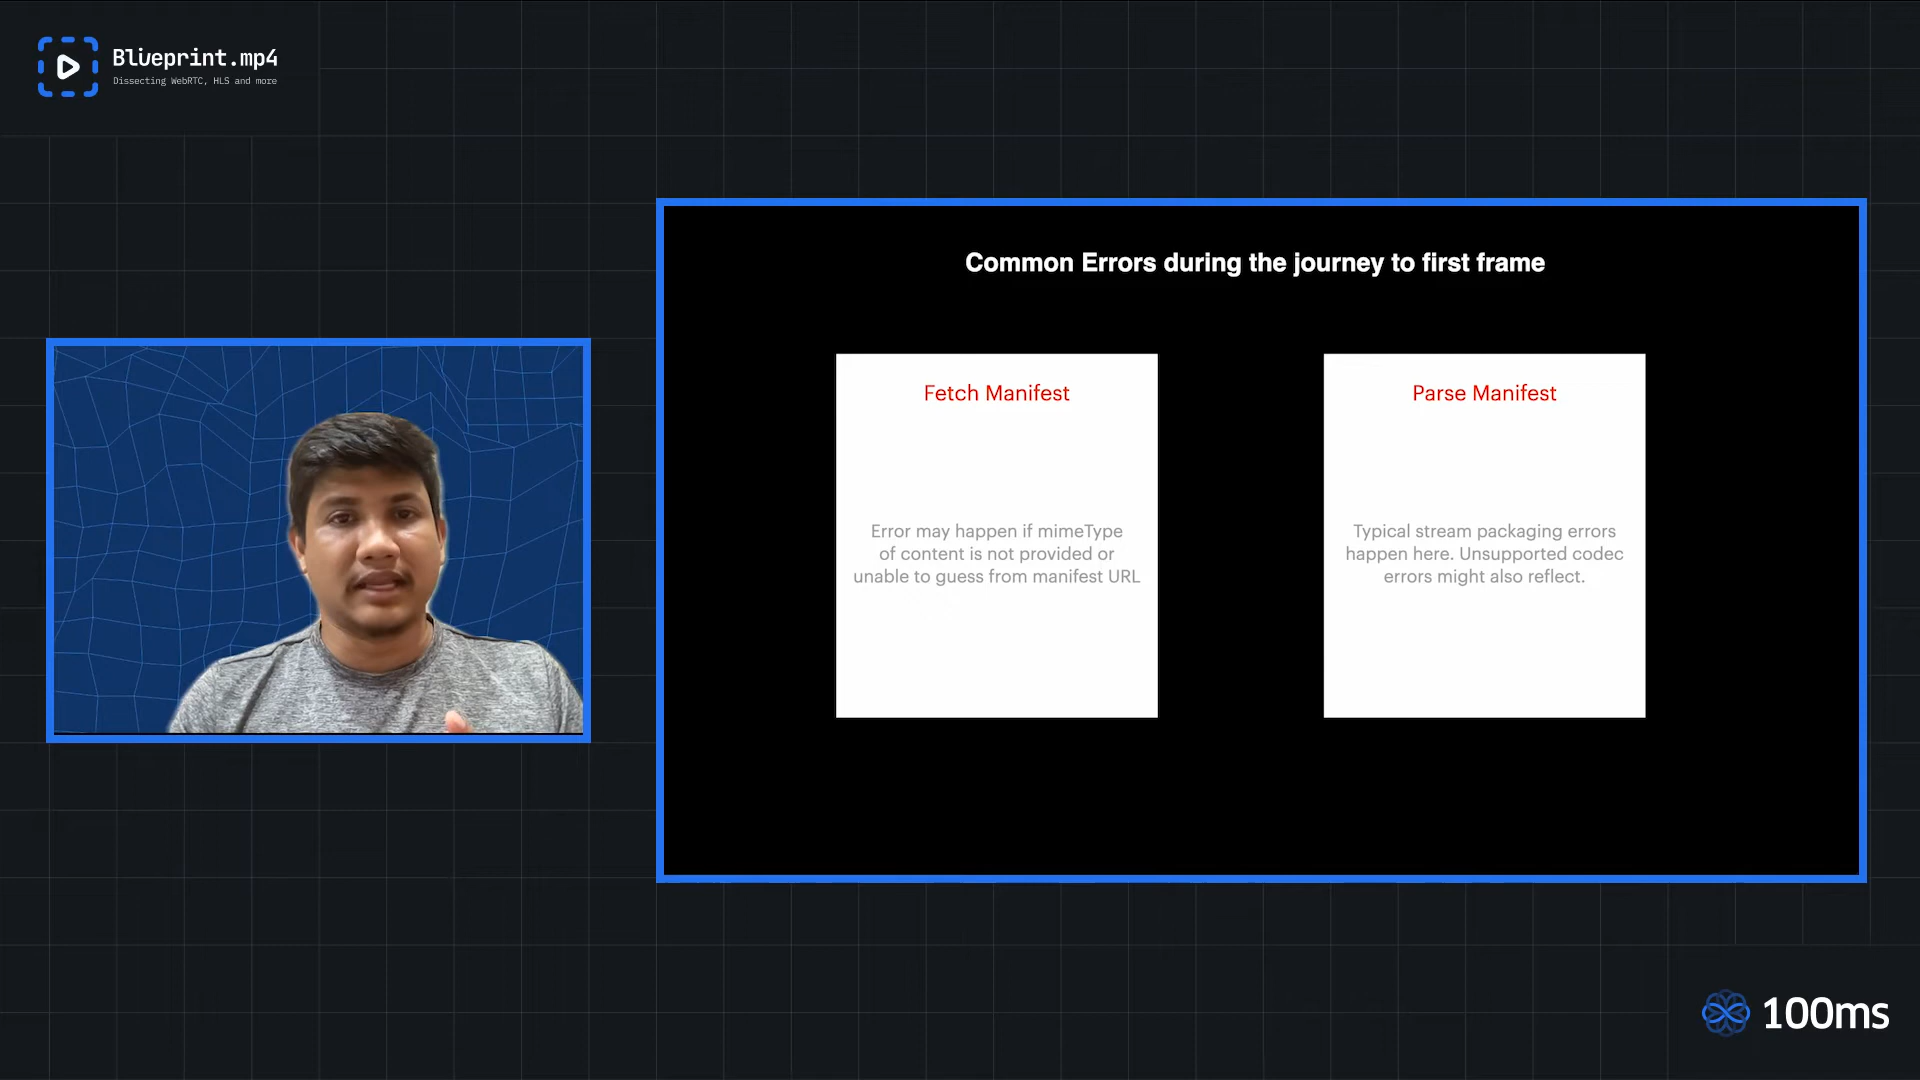 Blueprint.mp4
Dissecting WebRTC, HLS and more
Common Errors during the journey to first frame
Fetch Manifest
Error may happen if mimeType
of content is not provided or
unable to guess from manifest URL
Parse Manifest
Typical stream packaging errors
happen here. Unsupported codec
errors might also reflect.
100ms